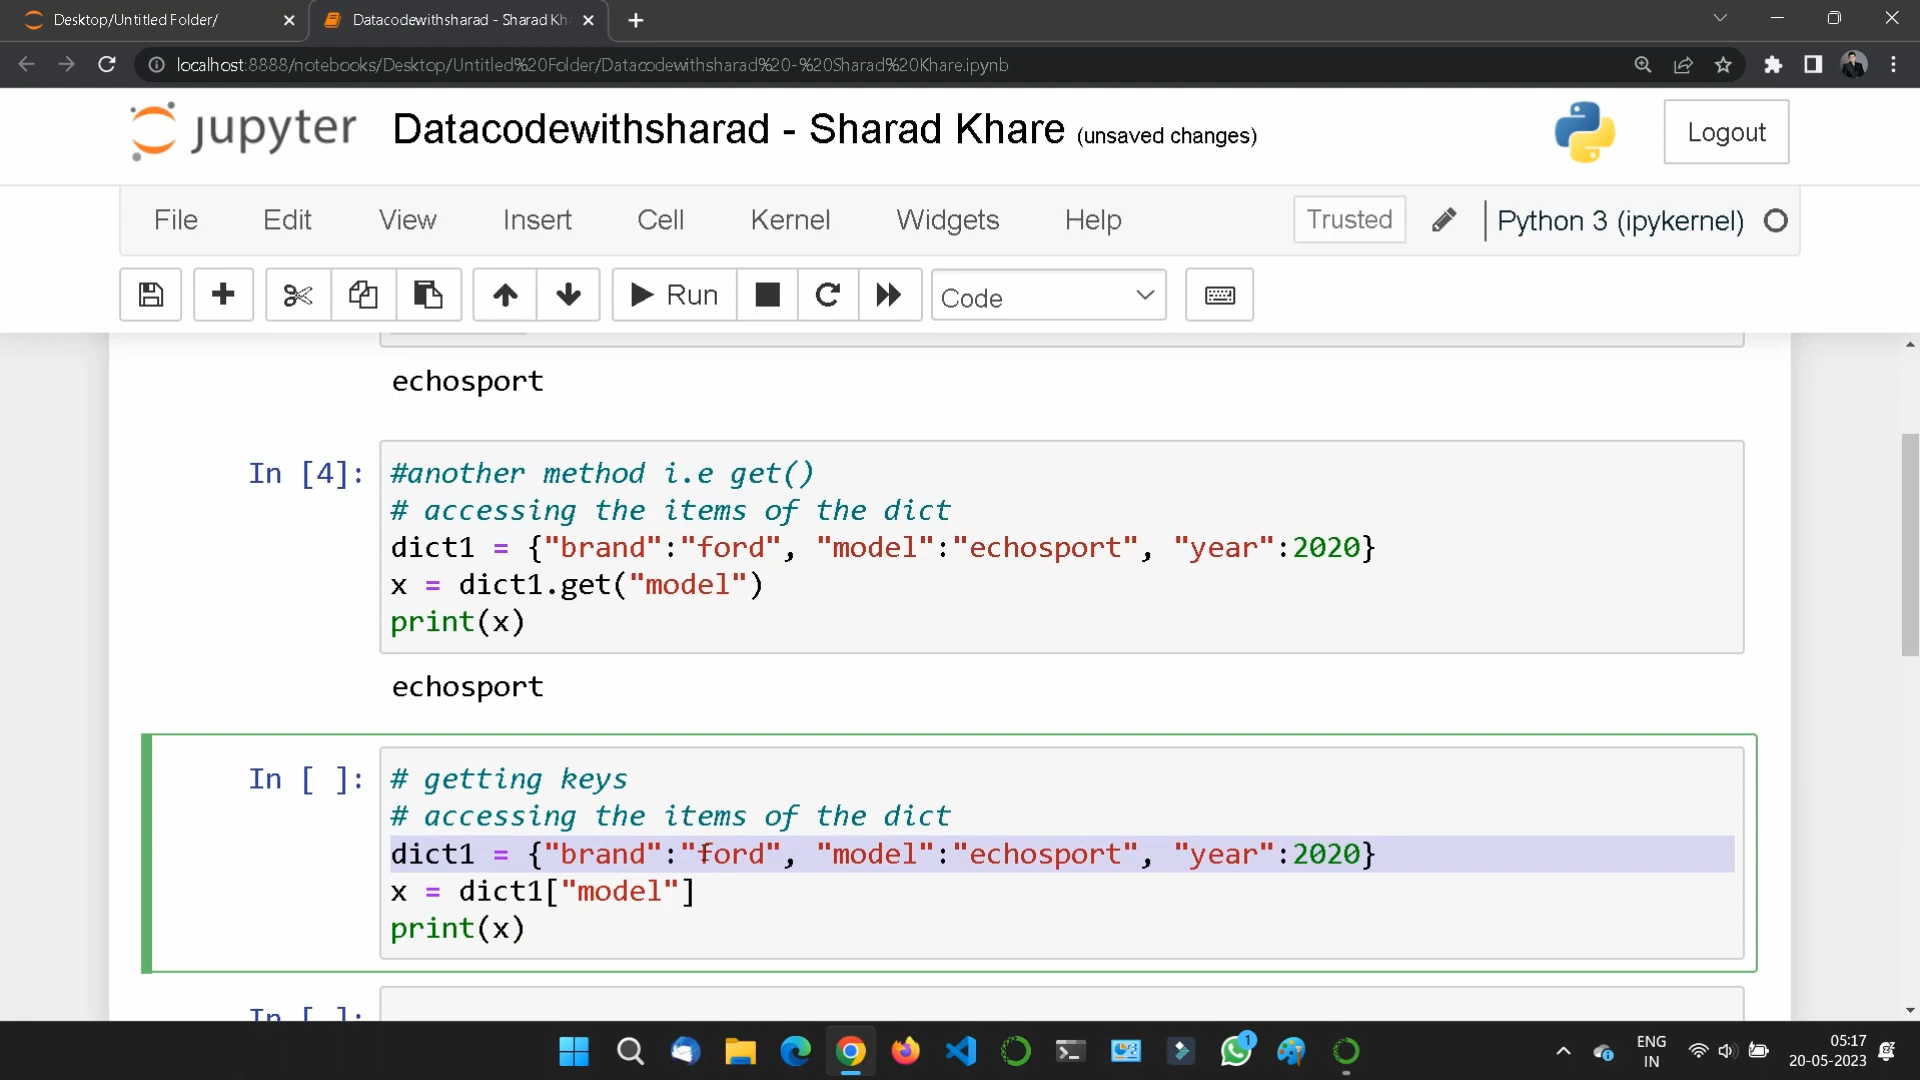 Desktop/Untitled Folder/
Datacodewithsharad - Sharad Kh
localhost:8888/notebooks/Desktop/Untitled%20Folder/Datacodewithsharad%20-%20Sharad%20Khare.ipynb
jupyter Datacodewithsharad - Sharad Khare (unsaved changes)
Logout
File Edit View Insert Cell Kernel Widgets Help Trusted Python 3 (ipykernel)
Run Code
echosport
In [4]: #another method i.e get()
# accessing the items of the dict
dict1 = {"brand":"ford", "model":"echosport", "year":2020}
x = dict1.get("model")
print(x)
echosport
In [ ]: # getting keys
# accessing the items of the dict
dict1 = {"brand":"ford", "model":"echosport", "year":2020}
x = dict1["model"]
print(x)
In [ ]:
1
ENG
IN
05:17
20-05-2023